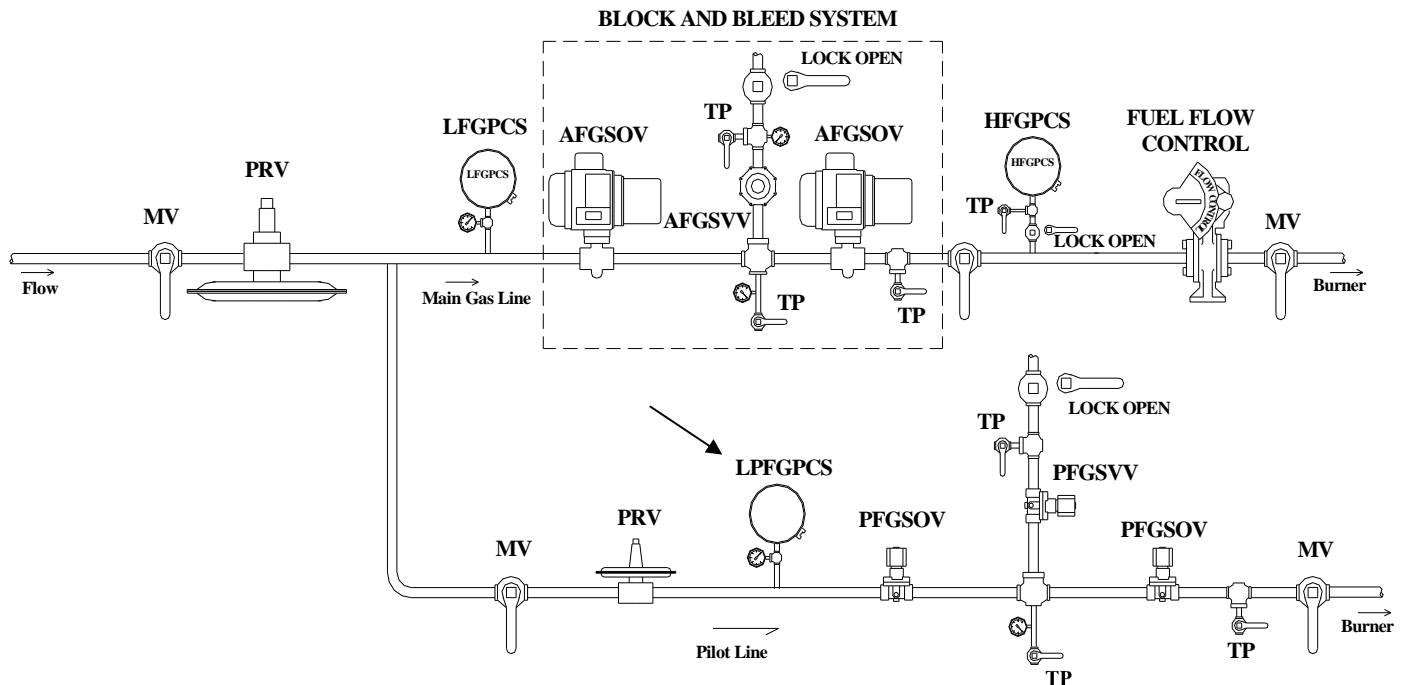 BLOCK AND BLEED SYSTEM
LOCK OPEN
TP
LFGPCS
AFGSOV
AFGSOV
HFGPCS
FUEL FLOW
CONTROL
PRV
LFGPCS
HFGPCS
FLOW CONTROL
MV
AFGSVV
TP
LOCK OPEN
MV
Flow
Main Gas Line
TP
TP
Burner
LOCK OPEN
TP
LPFGPCS
PFGSVV
PRV
PFGSOV
PFGSOV
MV
MV
Pilot Line
Burner
TP
TP